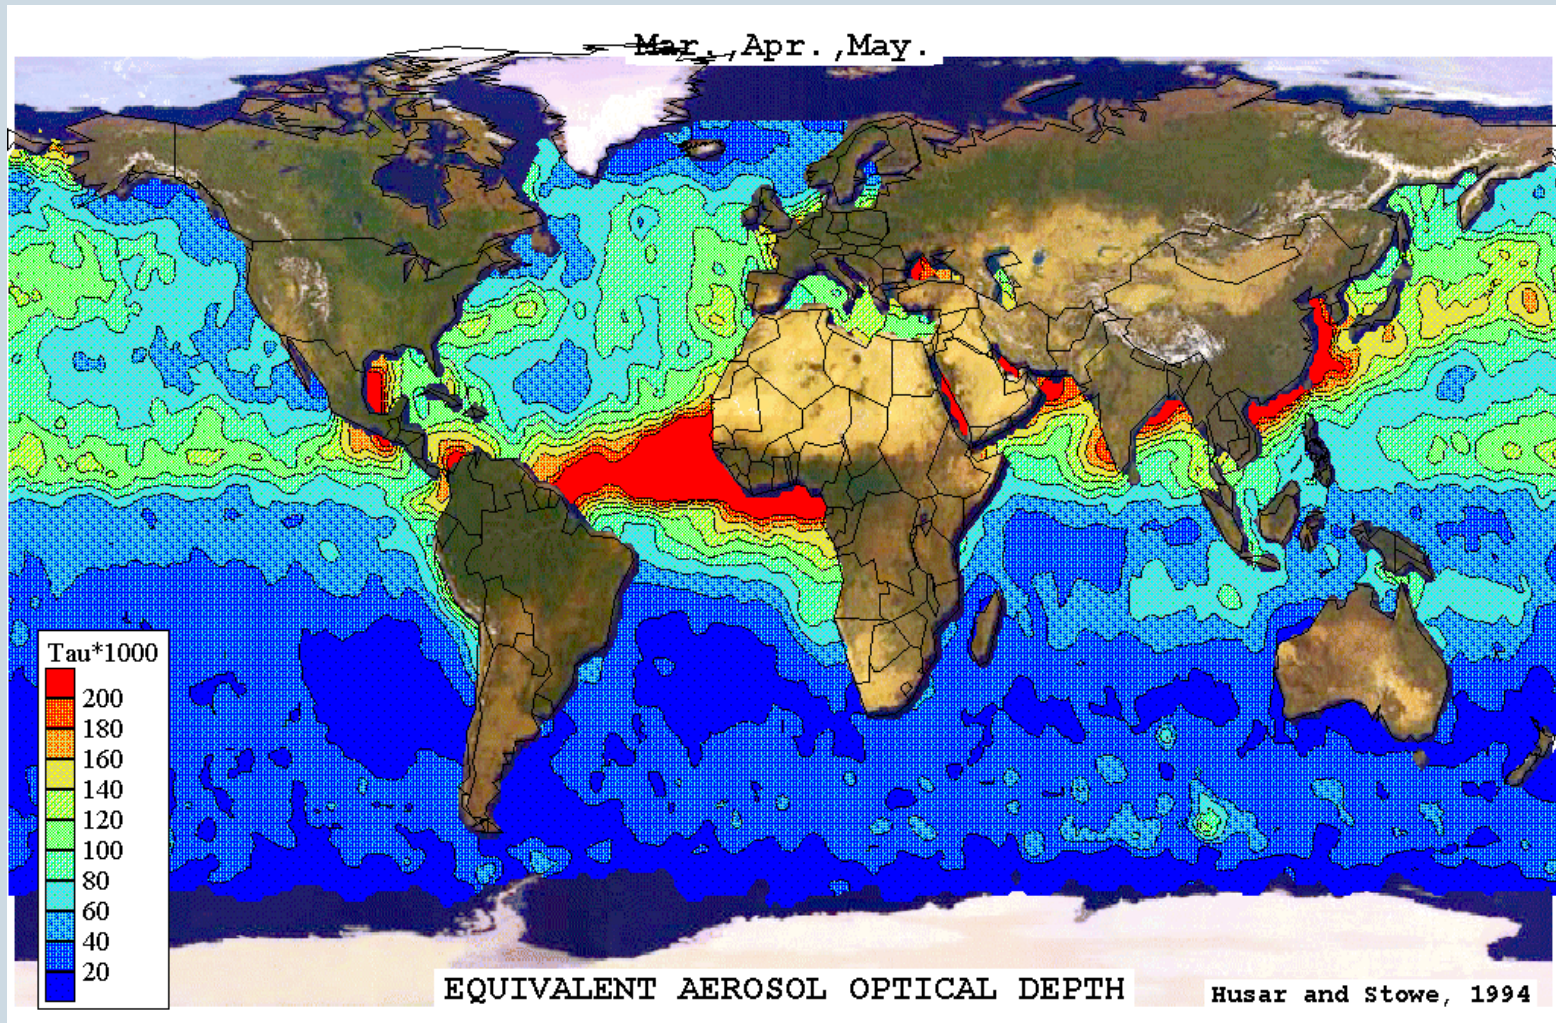 Mar.,Apr.,May.
Tau*1000
200
180
160
140
120
100
80
60
40
20
EQUIVALENT AEROSOL OPTICAL DEPTH
Husar and Stowe, 1994